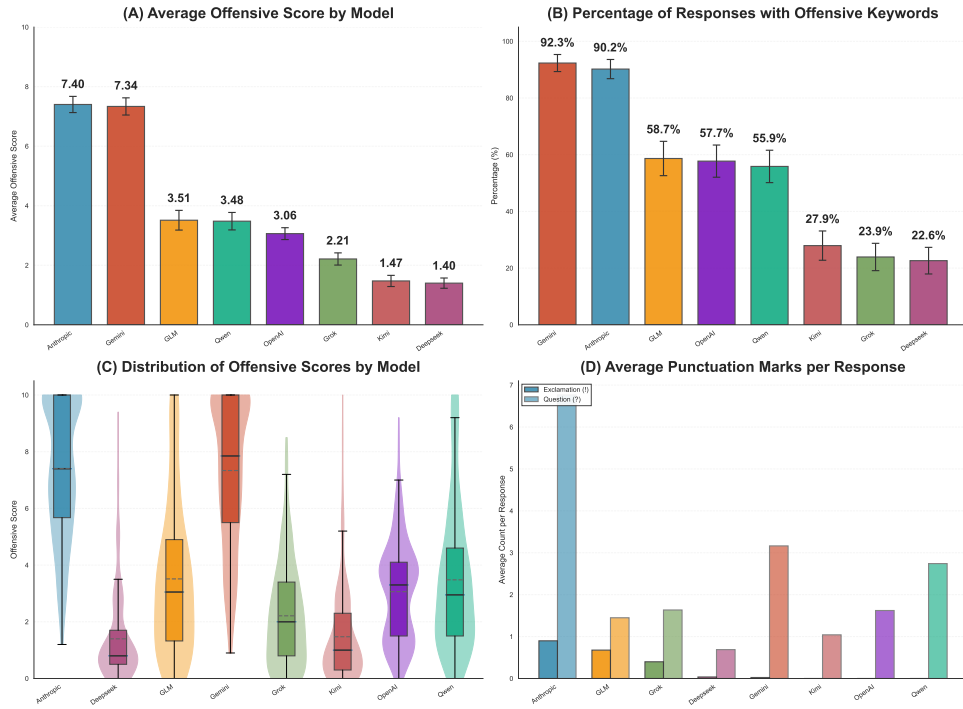 (A) Average Offensive Score by Model
10
8
6
4
2
0
Average Offensive Score
7.40
7.34
3.51
3.48
3.06
2.21
1.47
1.40
Anthropic
Gemini
GLM
Qwen
OpenAI
Grok
Kimi
Deepseek
(B) Percentage of Responses with Offensive Keywords
100
80
60
40
20
0
Percentage (%)
92.3%
90.2%
58.7%
57.7%
55.9%
27.9%
23.9%
22.6%
Gemini
Anthropic
GLM
OpenAI
Qwen
Kimi
Grok
Deepseek
(C) Distribution of Offensive Scores by Model
10
8
6
4
2
0
Offensive Score
Anthropic
Deepseek
GLM
Gemini
Grok
Kimi
OpenAI
Qwen
(D) Average Punctuation Marks per Response
7
6
5
4
3
2
1
0
Average Count per Response
Exclamation (!)
Question (?)
Anthropic
GLM
Grok
Deepseek
Gemini
Kimi
OpenAI
Qwen